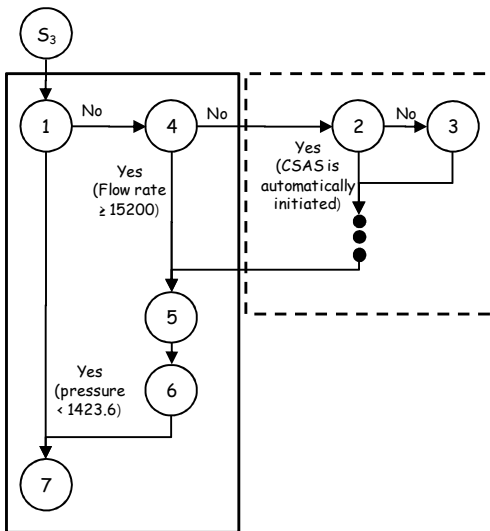 S3
1
No
4
No
2
No
3
Yes
(Flow rate
≥ 15200)
Yes
(CSAS is
automatically
initiated)
5
Yes
(pressure
< 1423.6)
6
7